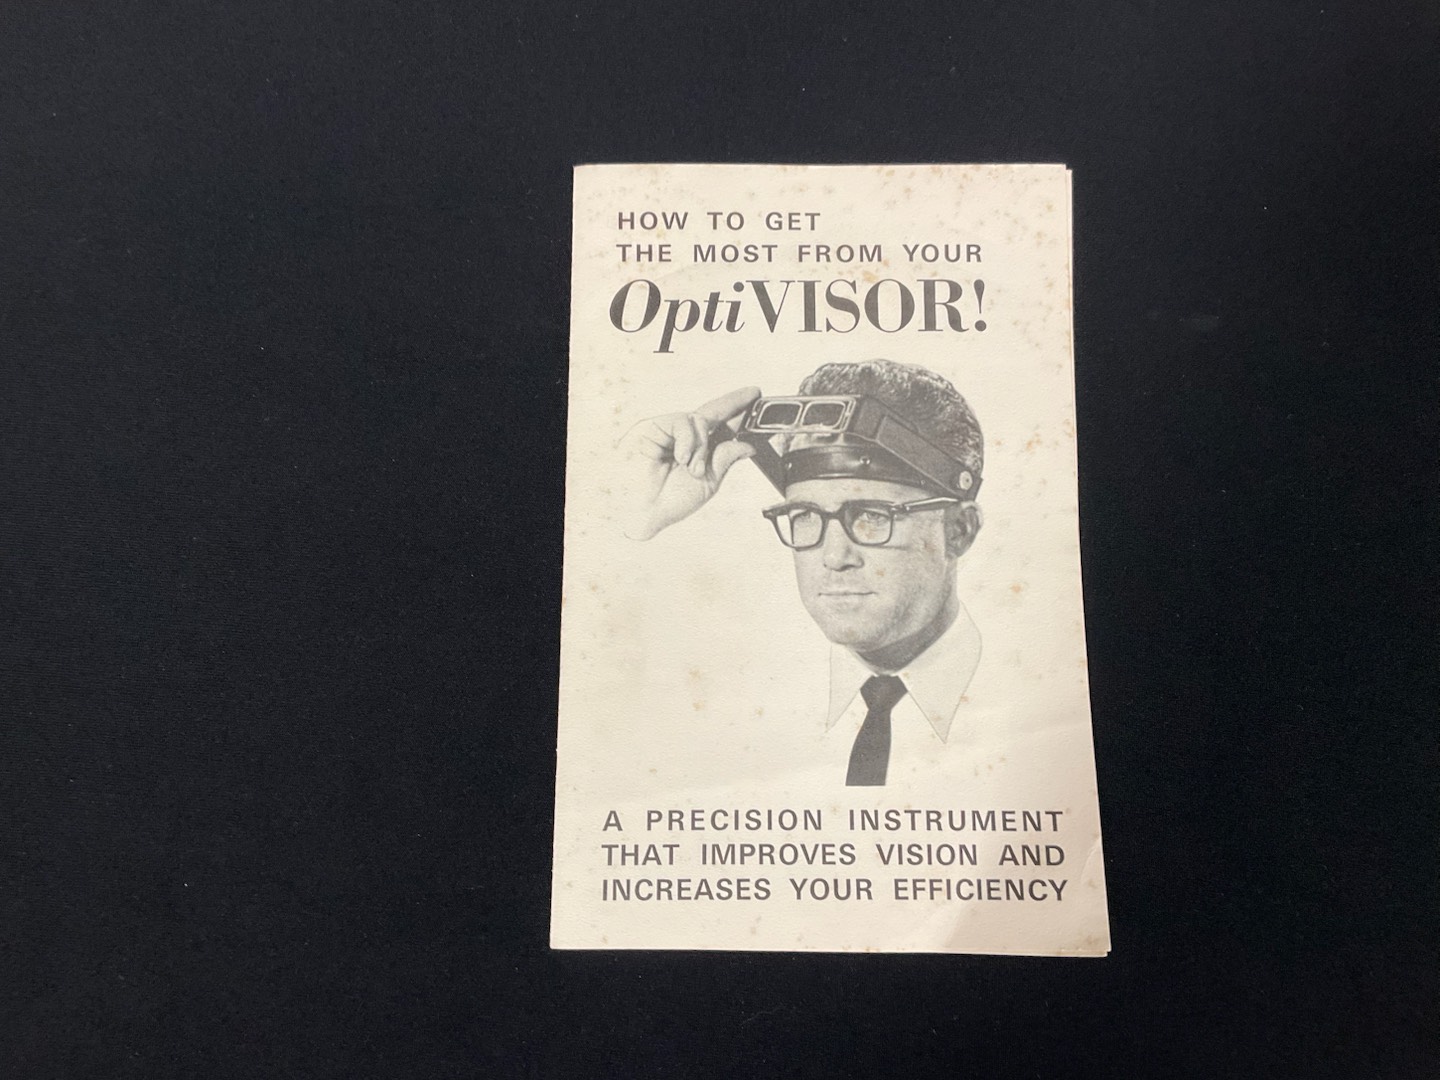 HOW TO GET
THE MOST FROM YOUR
OptiVISOR!
A PRECISION INSTRUMENT
THAT IMPROVES VISION AND
INCREASES YOUR EFFICIENCY